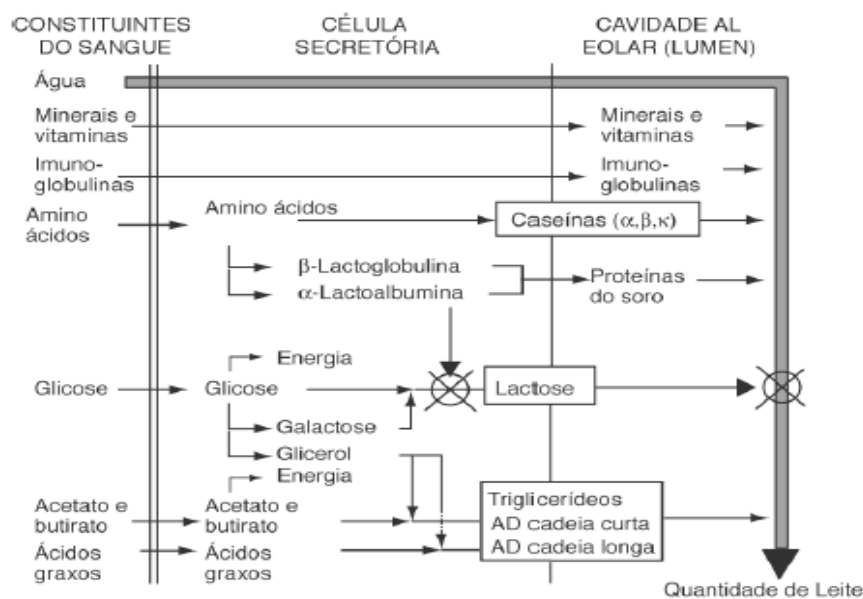 CONSTITUINTES
DO SANGUE
CÉLULA
SECRETÓRIA
CAVIDADE AL
EOLAR (LUMEN)
Água
Minerais e
vitaminas
Minerais e
vitaminas
Imuno-
globulinas
Imuno-
globulinas
Amino
ácidos
Amino ácidos
Caseínas (α,β,κ)
β-Lactoglobulina
α-Lactoalbumina
Proteínas
do soro
Energia
Glicose
Glicose
Lactose
Galactose
Glicerol
Energia
Acetato e
butirato
Acetato e
butirato
Ácidos
graxos
Ácidos
graxos
Triglicerídeos
AD cadeia curta
AD cadeia longa
Quantidade de Leite